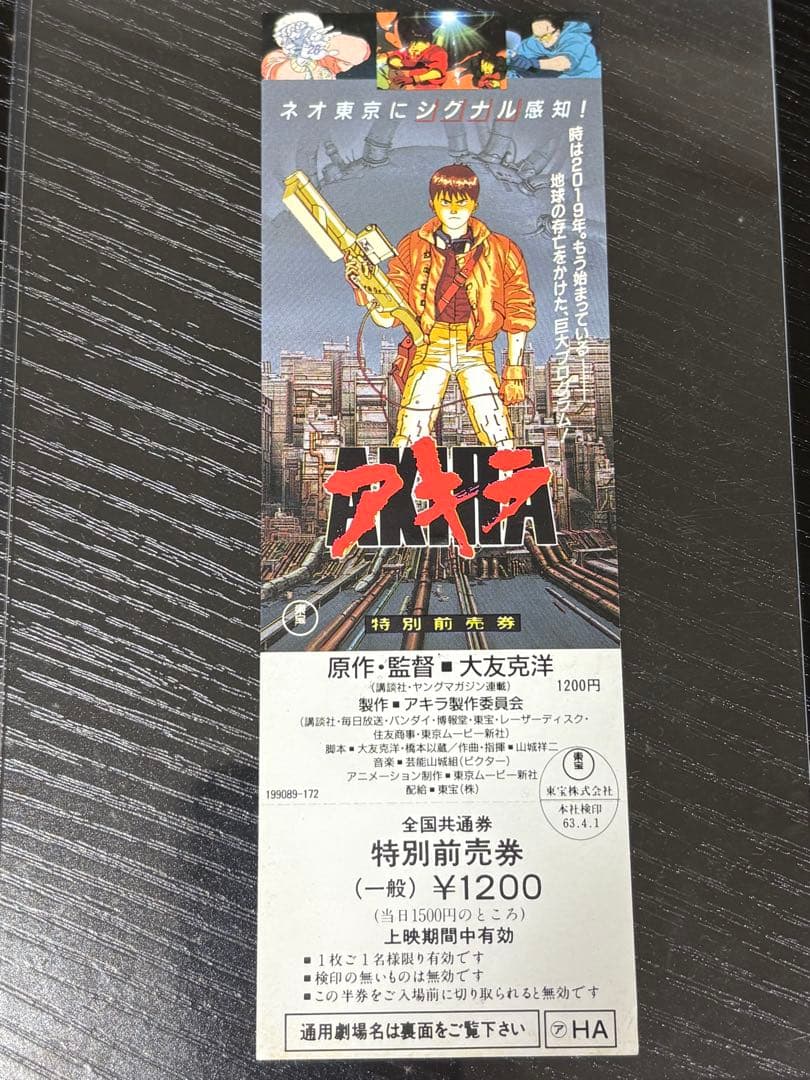 ネオ東京にシグナル感知！
時は2019年。もう始まっている――
地球の存亡をかけた、巨大プログラム！
AKIRA
アキラ
東宝
特別前売券
原作・監督■大友克洋
（講談社・ヤングマガジン連載）
1200円
製作■アキラ製作委員会
（講談社・毎日放送・バンダイ・博報堂・東宝・レーザーディスク・
住友商事・東京ムービー新社）
脚本■大友克洋・橋本以蔵／作曲・指揮■山城祥二
音楽■芸能山城組（ビクター）
アニメーション制作■東京ムービー新社
配給■東宝（株）
199089-172
東宝
東宝株式会社
本社検印
63.4.1
全国共通券
特別前売券
（一般）￥1200
（当日1500円のところ）
上映期間中有効
■1枚ご1名様限り有効です
■検印の無いものは無効です
■この半券をご入場前に切り取られると無効です
通用劇場名は裏面をご覧下さい
㋐HA